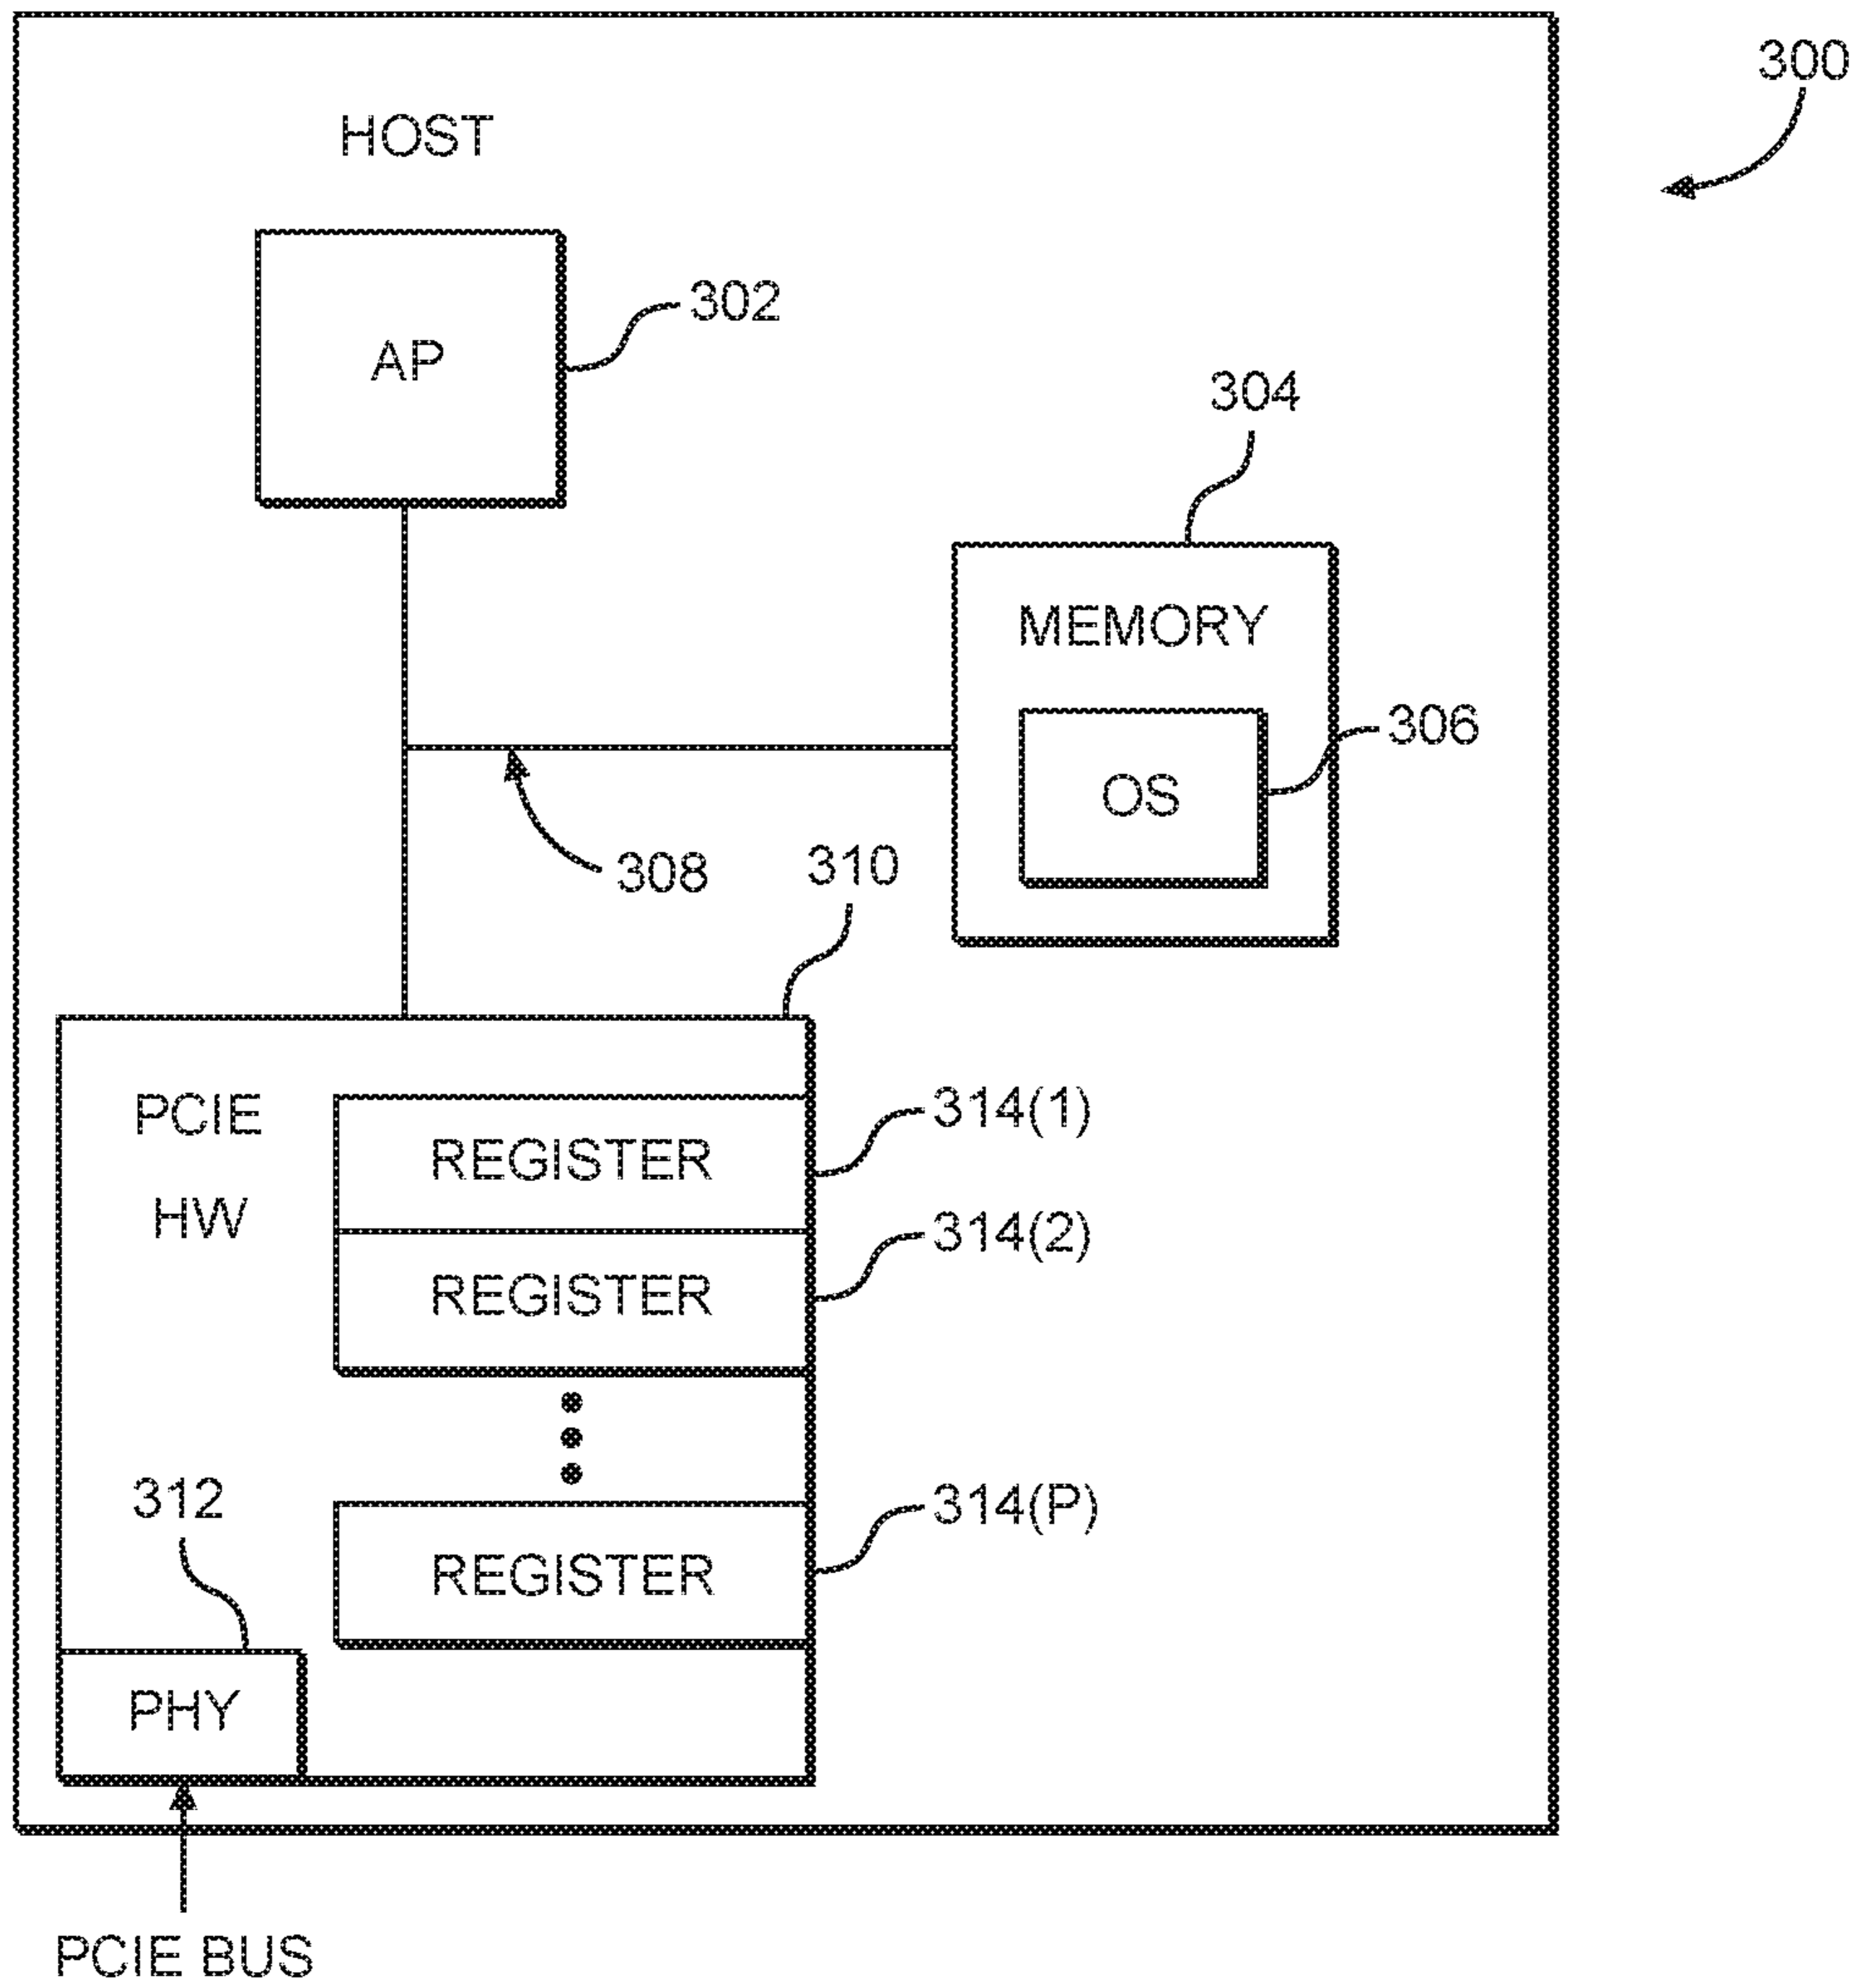 300
HOST
302
AP
304
MEMORY
306
OS
308
310
PCIE
HW
314(1)
REGISTER
314(2)
REGISTER
314(P)
REGISTER
312
PHY
PCIE BUS